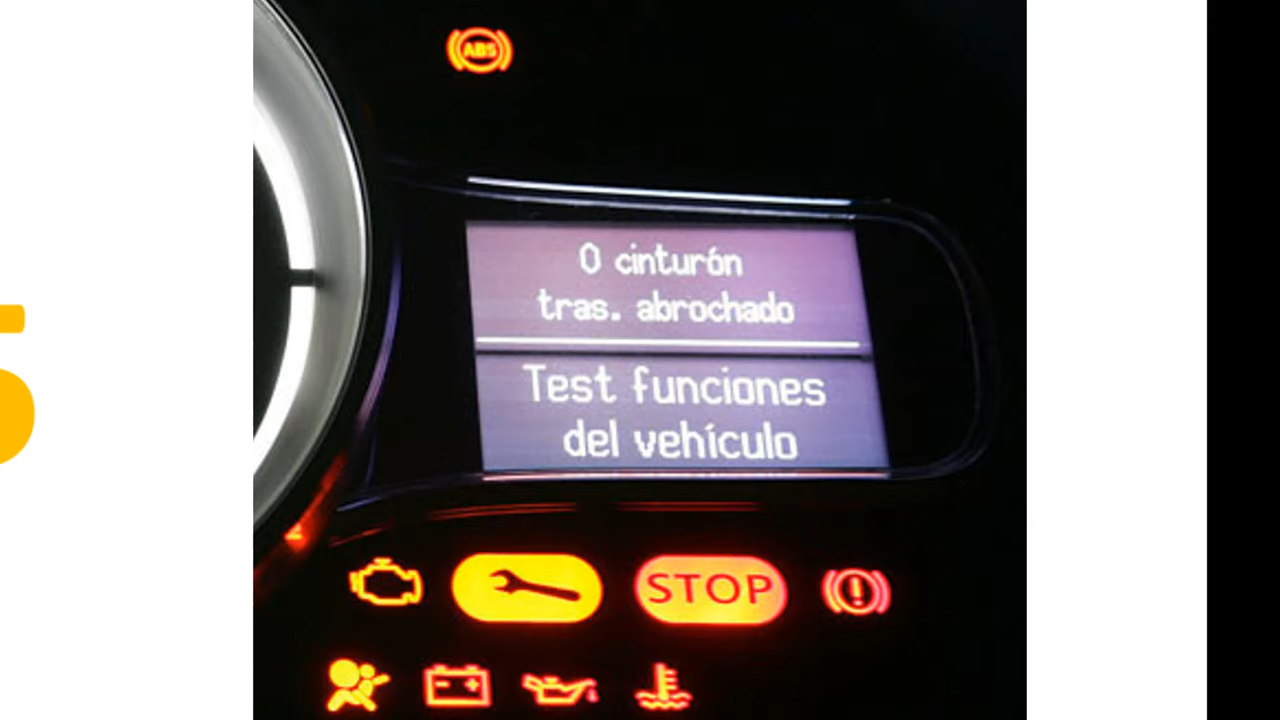 ABS
0 cinturón
tras. abrochado
Test funciones
del vehículo
STOP